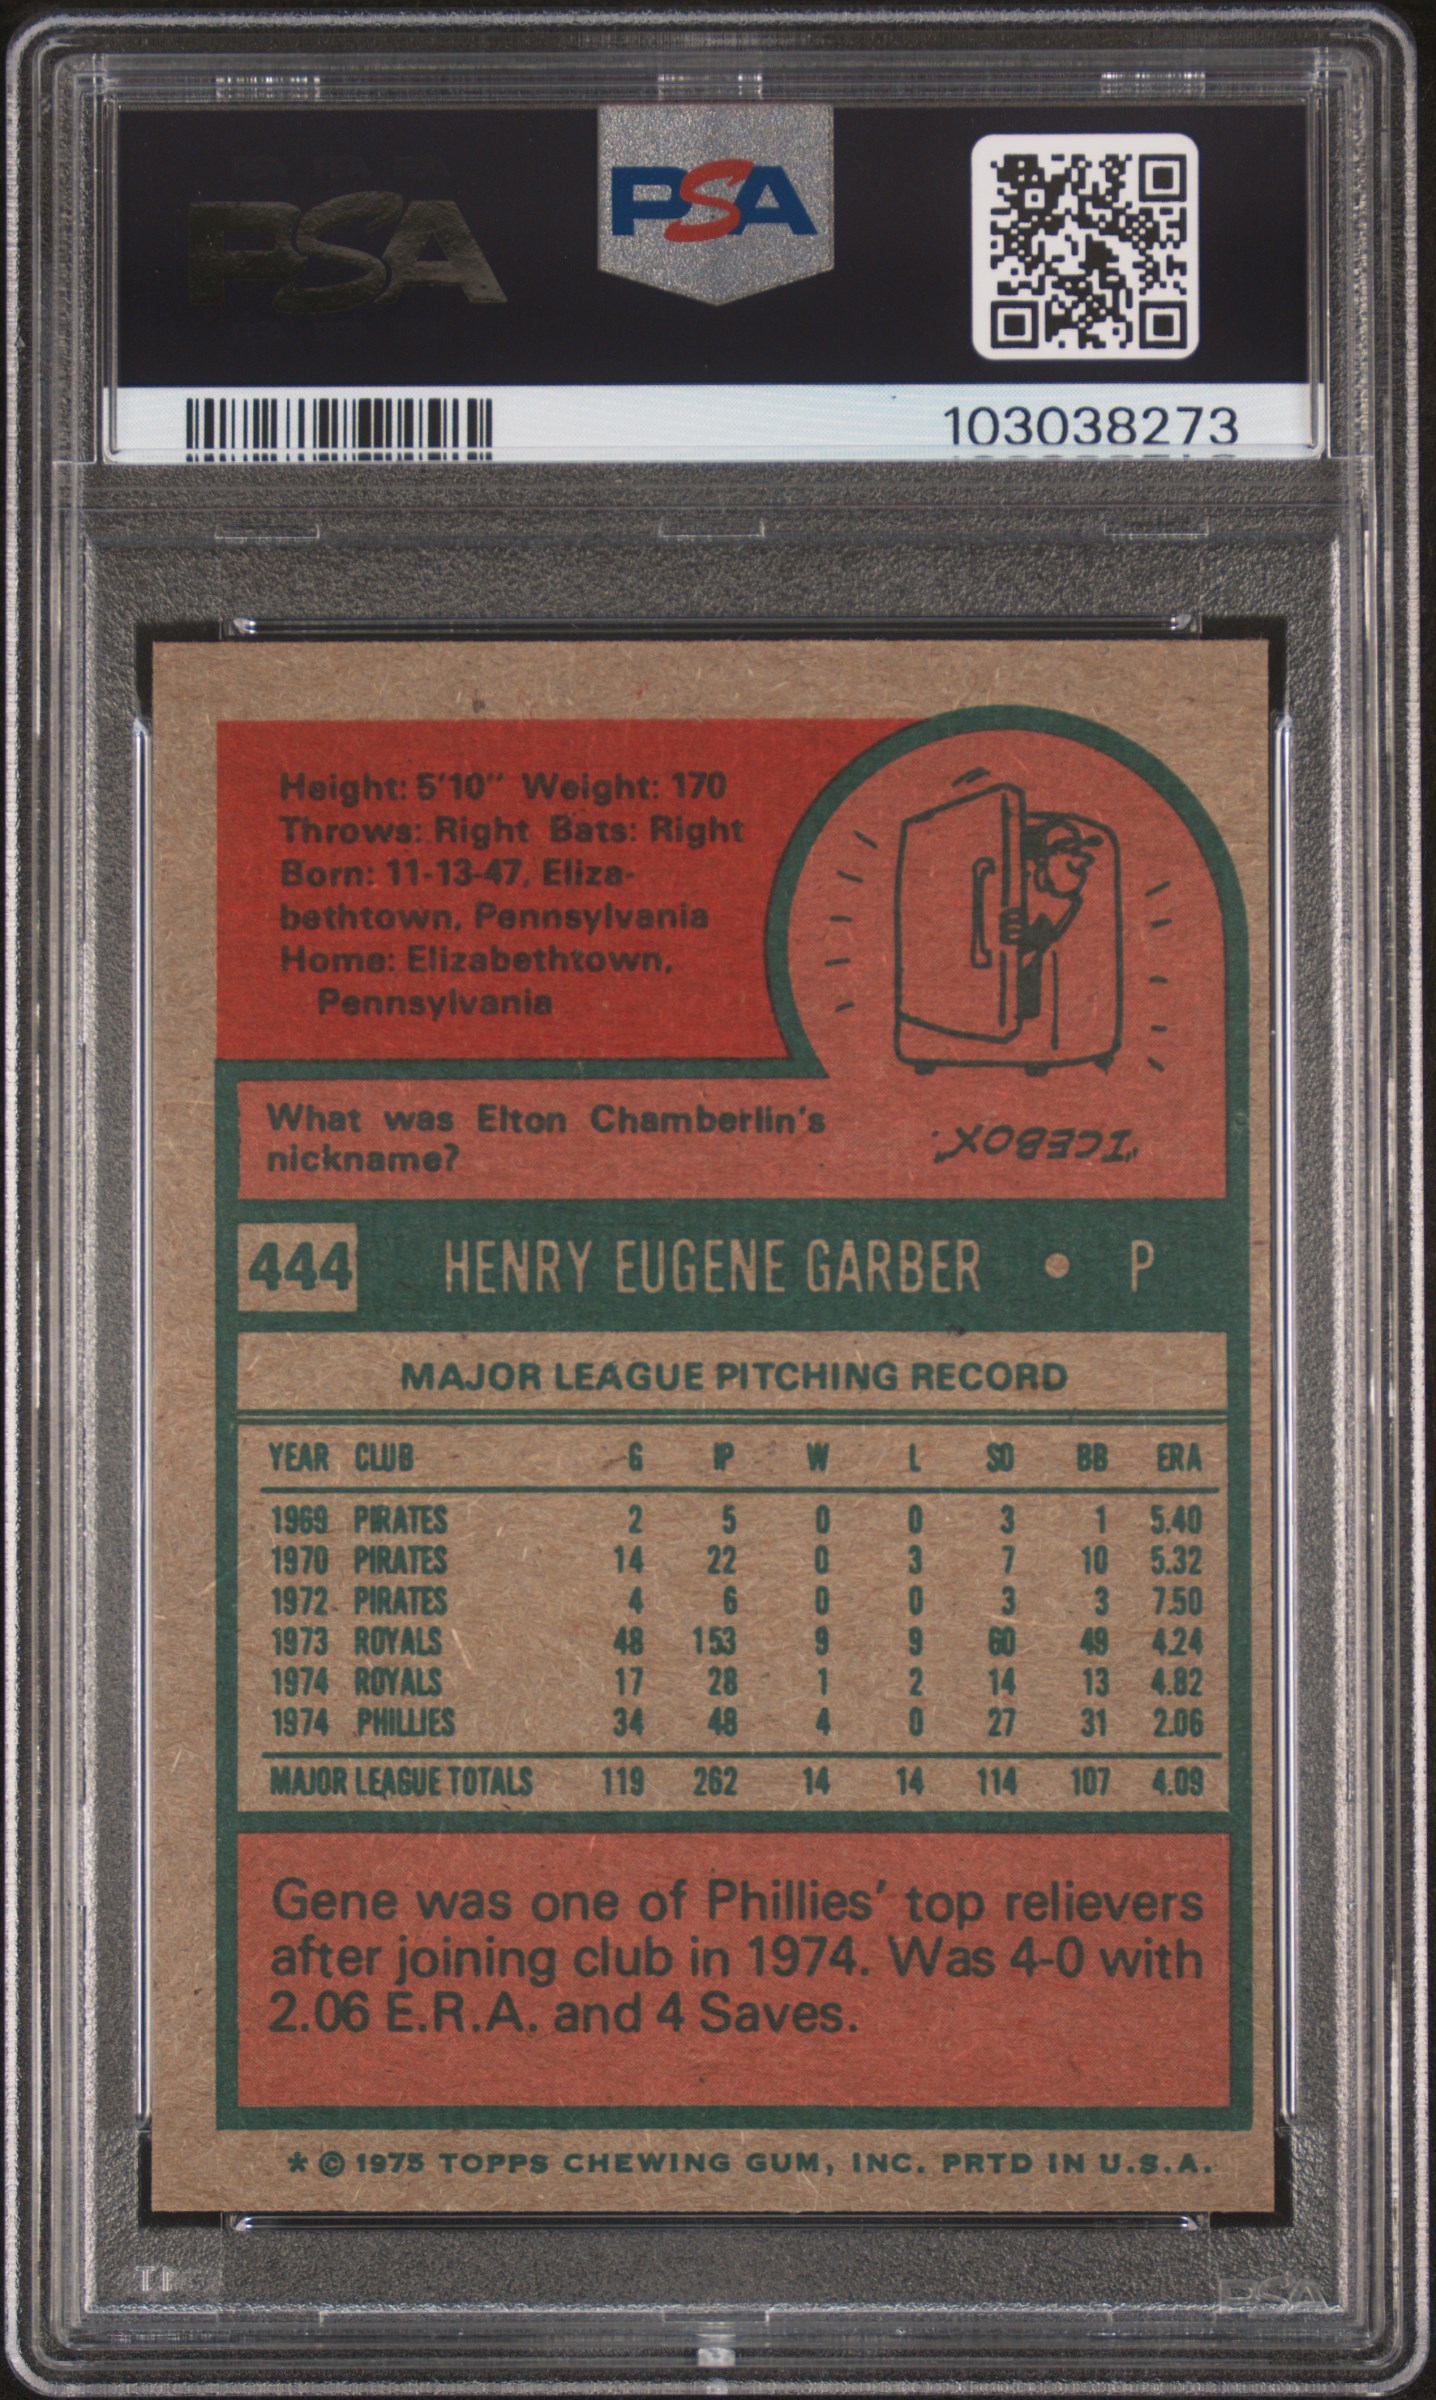 PSA
PSA
103038273
Height: 5'10" Weight: 170
Throws: Right Bats: Right
Born: 11-13-47, Eliza-
bethtown, Pennsylvania
Home: Elizabethtown,
Pennsylvania
What was Elton Chamberlin's
nickname?
"ICEBOX".
444 HENRY EUGENE GARBER • P
MAJOR LEAGUE PITCHING RECORD
YEAR CLUB G IP W L SO BB ERA
1969 PIRATES 2 5 0 0 3 1 5.40
1970 PIRATES 14 22 0 3 7 10 5.32
1972 PIRATES 4 6 0 0 3 3 7.50
1973 ROYALS 48 153 9 9 60 49 4.24
1974 ROYALS 17 28 1 2 14 13 4.82
1974 PHILLIES 34 48 4 0 27 31 2.06
MAJOR LEAGUE TOTALS 119 262 14 14 114 107 4.09
Gene was one of Phillies' top relievers
after joining club in 1974. Was 4-0 with
2.06 E.R.A. and 4 Saves.
* © 1975 TOPPS CHEWING GUM, INC. PRTD IN U.S.A.
PSA